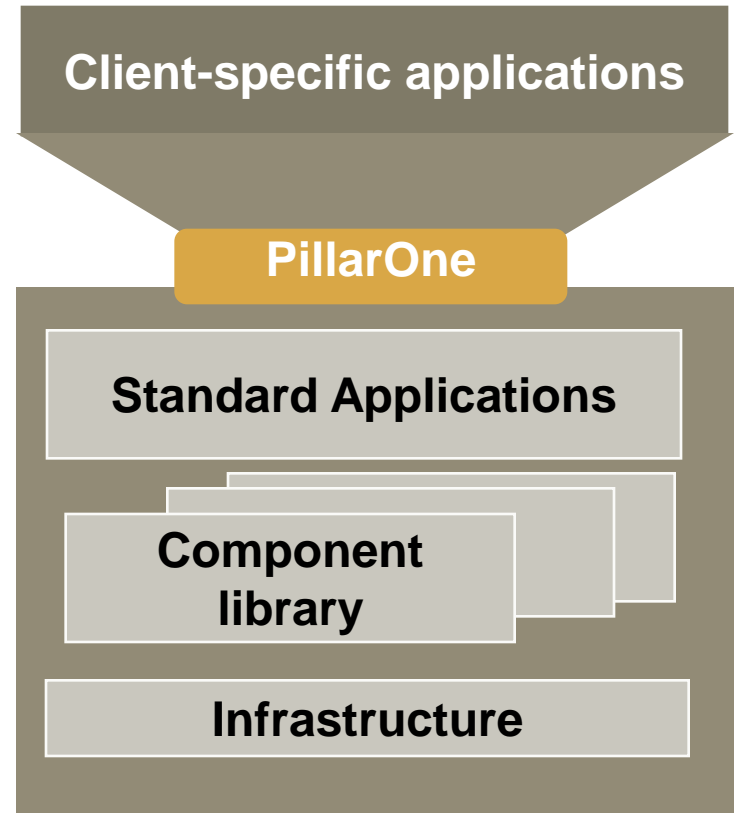 Client-specific applications
PillarOne
Standard Applications
Component
library
Infrastructure